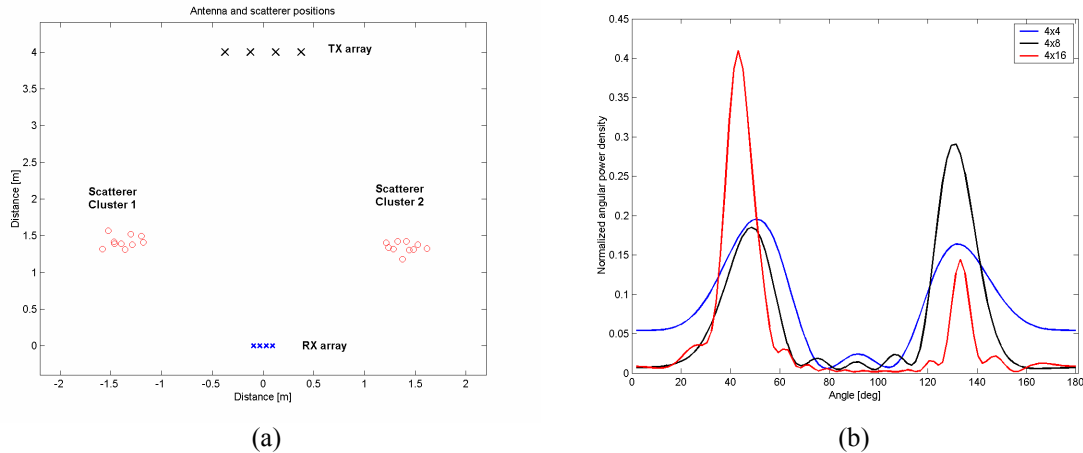 Antenna and scatterer positions
TX array
Scatterer
Cluster 1
Scatterer
Cluster 2
RX array
Distance [m]
4
3.5
3
2.5
2
1.5
1
0.5
0
-2
-1.5
-1
-0.5
0
0.5
1
1.5
2
Distance [m]
(a)
4x4
4x8
4x16
Normalized angular power density
0.45
0.4
0.35
0.3
0.25
0.2
0.15
0.1
0.05
0
0
20
40
60
80
100
120
140
160
180
Angle [deg]
(b)